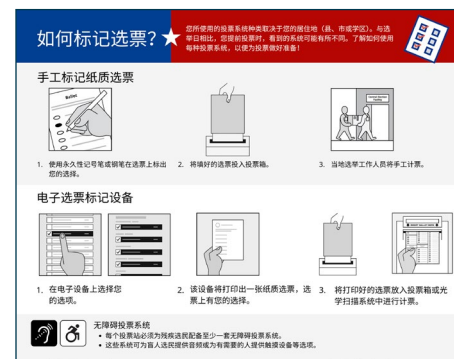 如何标记选票?
您所使用的投票系统种类取决于您的居住地（县、市或学区）。与选
举日相比，您提前投票时，看到的系统可能有所不同。了解如何使用
每种投票系统，以便为投票做好准备！
手工标记纸质选票
Ballot
1. 使用永久性记号笔或钢笔在选票上标出
您的选择。
2. 将填好的选票投入投票箱。
3. 当地选举工作人员将手工计票。
电子选票标记设备
1. 在电子设备上选择您
的选项。
2. 该设备将打印出一张纸质选票，选
票上有您的选择。
3. 将打印好的选票放入投票箱或光
学扫描系统中进行计票。
无障碍投票系统
• 每个投票站必须为残疾选民配备至少一套无障碍投票系统。
• 这些系统可为盲人选民提供音频或为有需要的人提供触摸设备等选项。